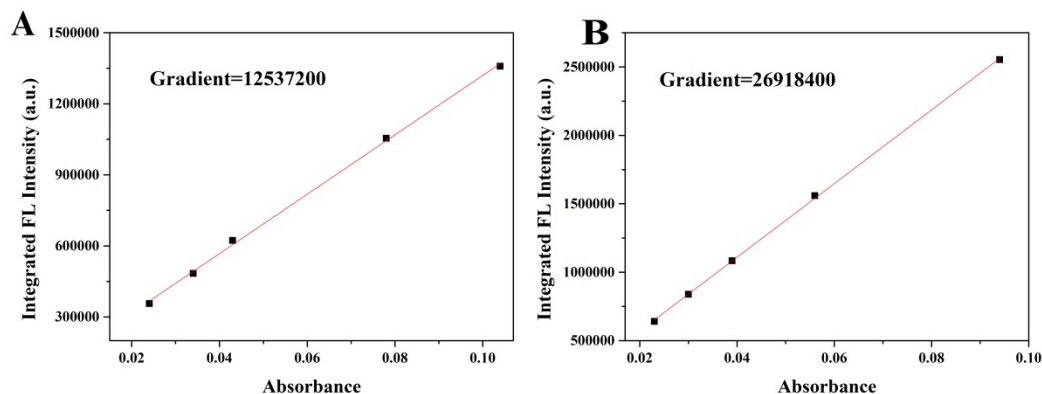 A
Gradient=12537200
Integrated FL Intensity (a.u.)
1500000
1200000
900000
600000
300000
0.02 0.04 0.06 0.08 0.10
Absorbance
B
Gradient=26918400
Integrated FL Intensity (a.u.)
2500000
2000000
1500000
1000000
500000
0.02 0.04 0.06 0.08 0.10
Absorbance